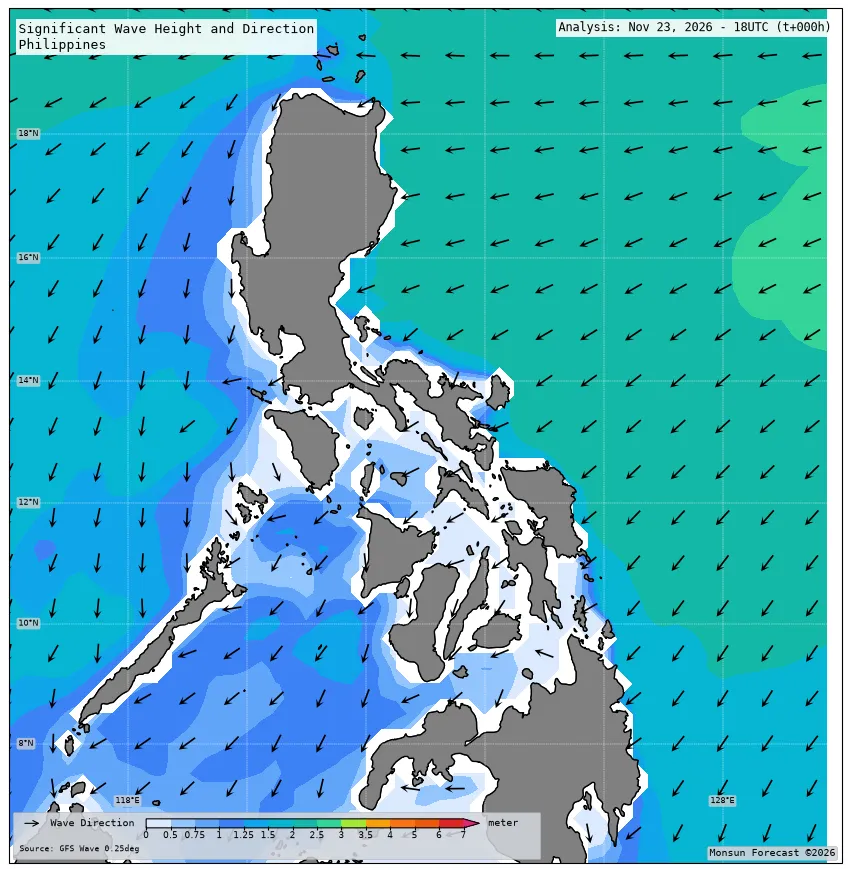 Significant Wave Height and Direction
Philippines
Analysis: Nov 23, 2026 - 18UTC (t+000h)
18°N
16°N
14°N
12°N
10°N
8°N
118°E
128°E
Wave Direction
0 0.5 0.75 1 1.25 1.5 2 2.5 3 3.5 4 5 6 7
meter
Source: GFS Wave 0.25deg
Monsun Forecast ©2026